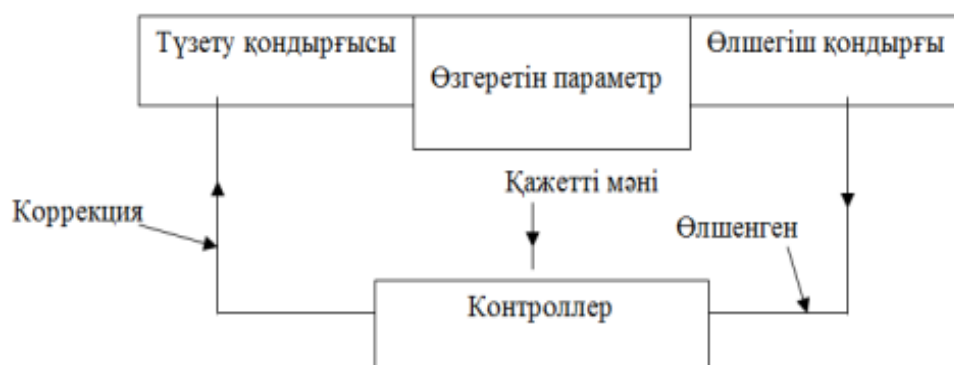 Түзету қондырғысы
Өзгеретін параметр
Өлшегіш қондырғы
Қажетті мәні
Коррекция
Өлшенген
Контроллер